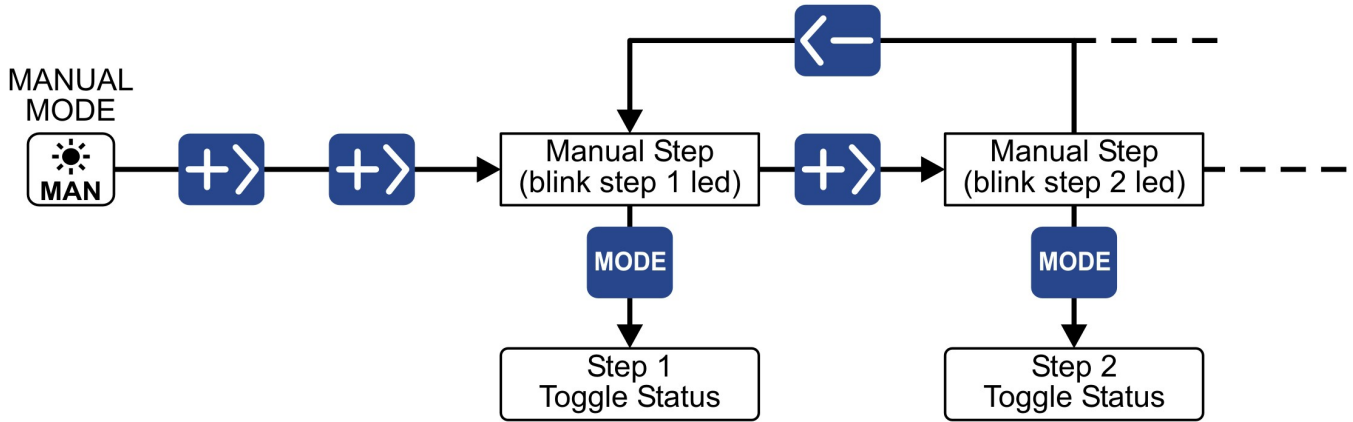 MANUAL
MODE
MAN
Manual Step
(blink step 1 led)
Manual Step
(blink step 2 led)
MODE
MODE
Step 1
Toggle Status
Step 2
Toggle Status